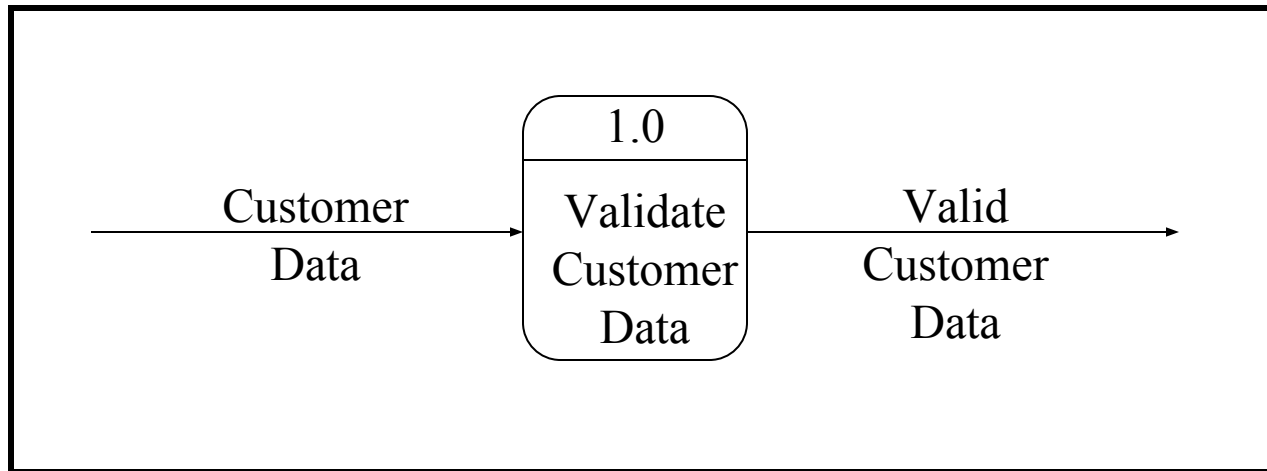 Customer
Data
1.0
Validate
Customer
Data
Valid
Customer
Data